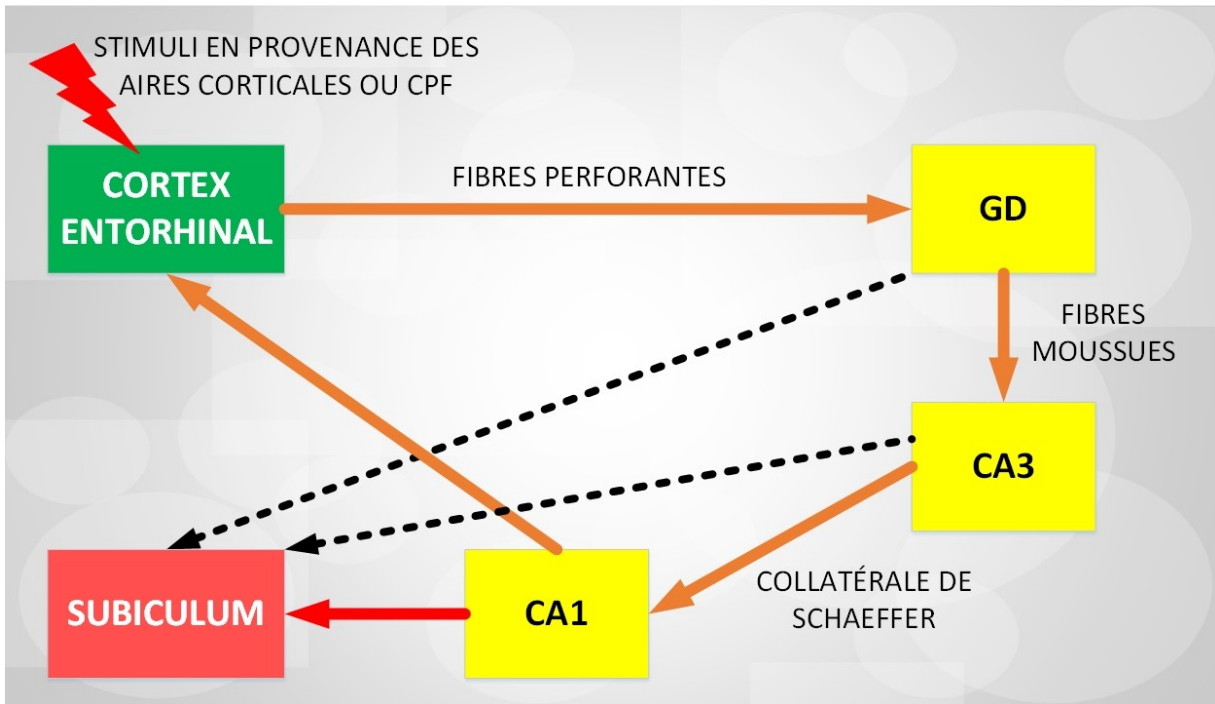 STIMULI EN PROVENANCE DES
AIRES CORTICALES OU CPF
CORTEX
ENTORHINAL
FIBRES PERFORANTES
GD
FIBRES
MOUSSUES
CA3
COLLATÉRALE DE
SCHAEFFER
CA1
SUBICULUM